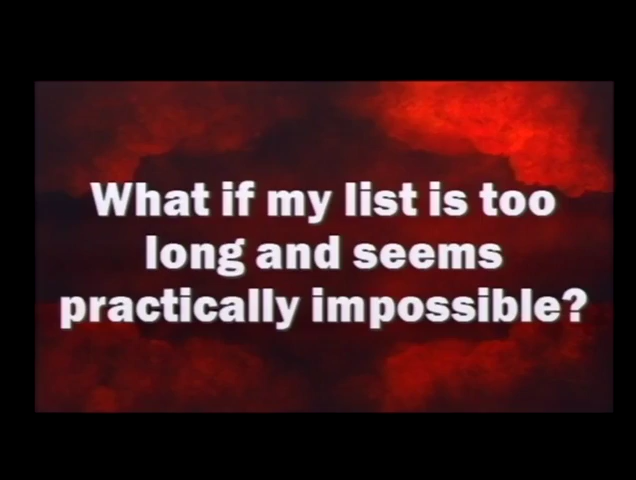 What if my list is too
long and seems
practically impossible?